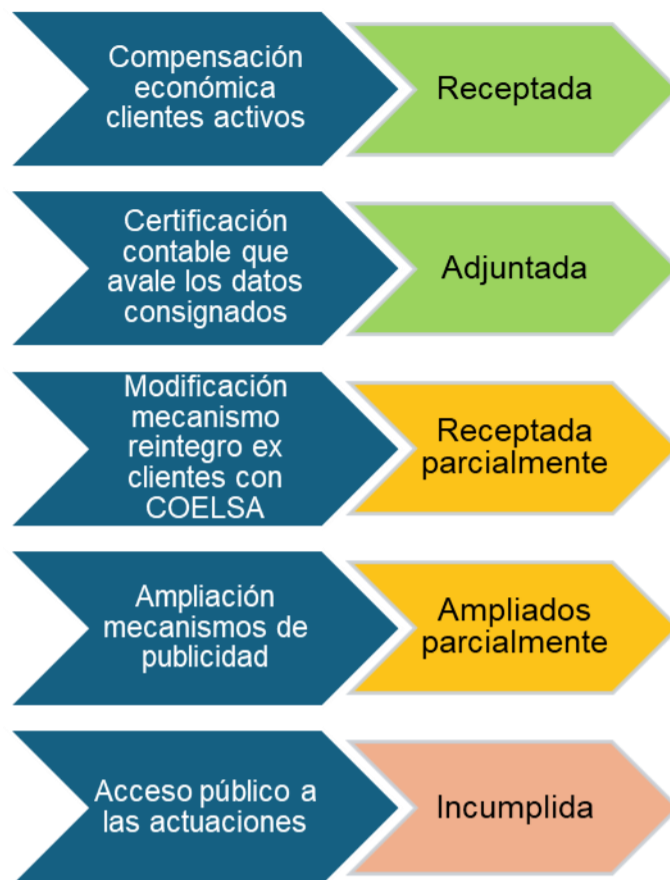 Compensación
económica
clientes activos
Receptada
Certificación
contable que
avale los datos
consignados
Adjuntada
Modificación
mecanismo
reintegro ex
clientes con
COELSA
Receptada
parcialmente
Ampliación
mecanismos de
publicidad
Ampliados
parcialmente
Acceso público a
las actuaciones
Incumplida